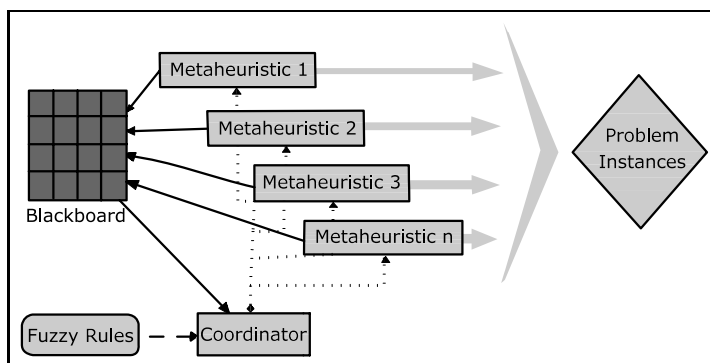 Metaheuristic 1
Metaheuristic 2
Metaheuristic 3
Metaheuristic n
Blackboard
Problem
Instances
Fuzzy Rules
Coordinator